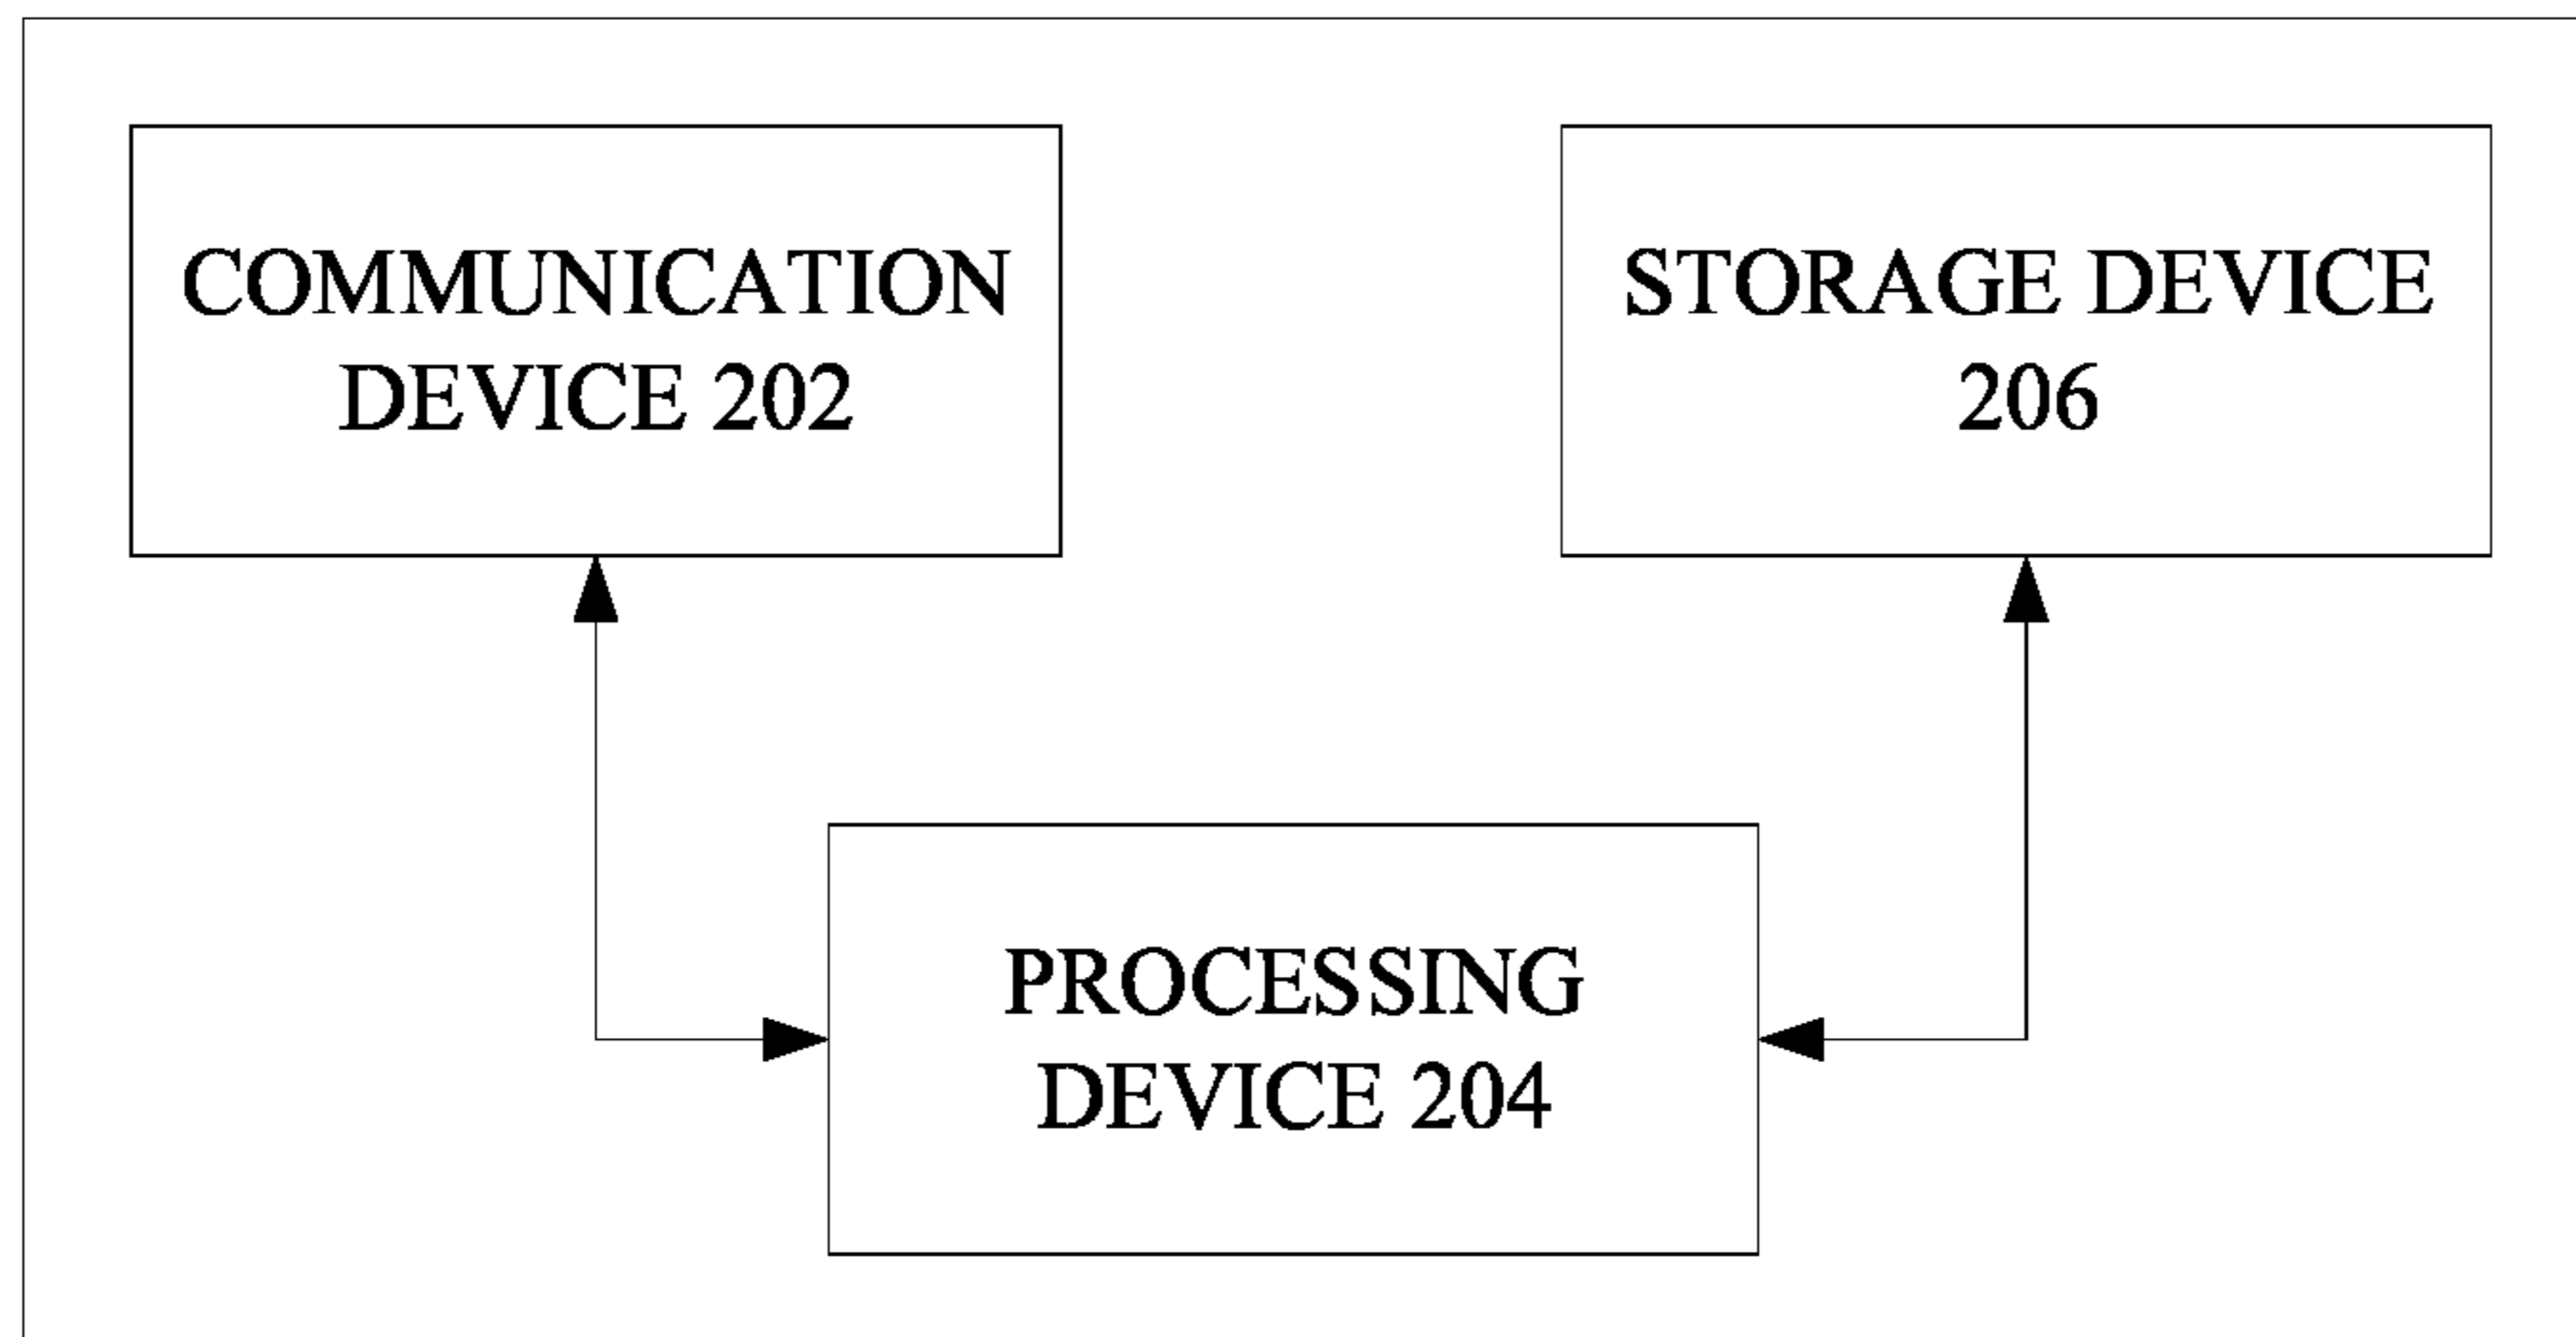 COMMUNICATION
DEVICE 202
STORAGE DEVICE
206
PROCESSING
DEVICE 204